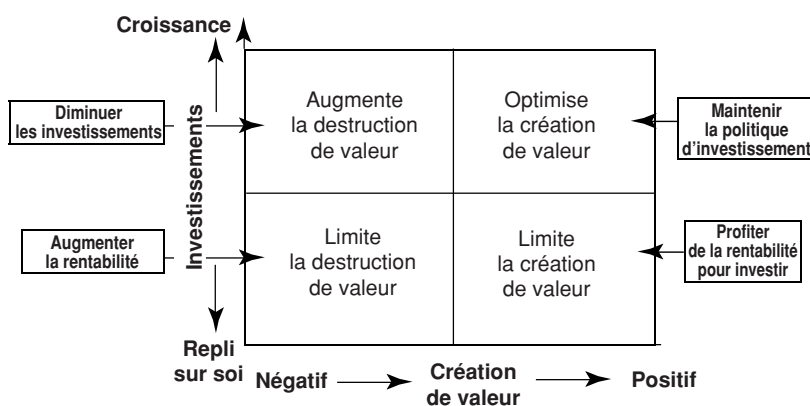 Croissance
Diminuer
les investissements
Investissements
Augmente
la destruction
de valeur
Optimise
la création
de valeur
Maintenir
la politique
d'investissement
Augmenter
la rentabilité
Limite
la destruction
de valeur
Limite
la création
de valeur
Profiter
de la rentabilité
pour investir
Repli
sur soi
Négatif
Création
de valeur
Positif